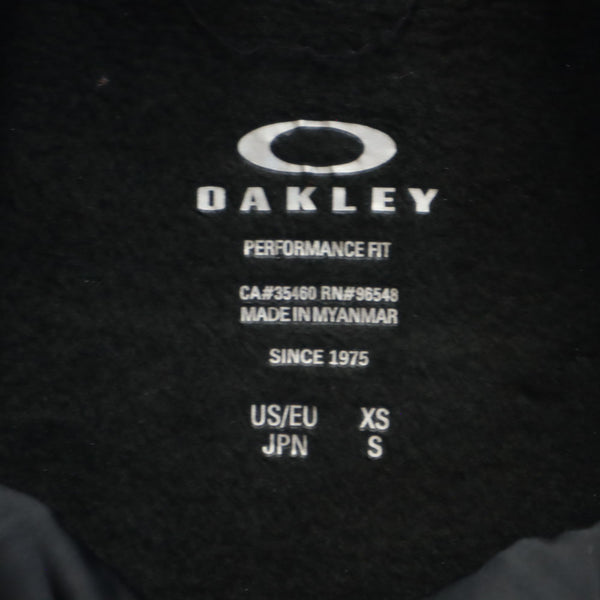 OAKLEY
PERFORMANCE FIT
CA#35460 RN#96548
MADE IN MYANMAR
SINCE 1975
US/EU XS
JPN S